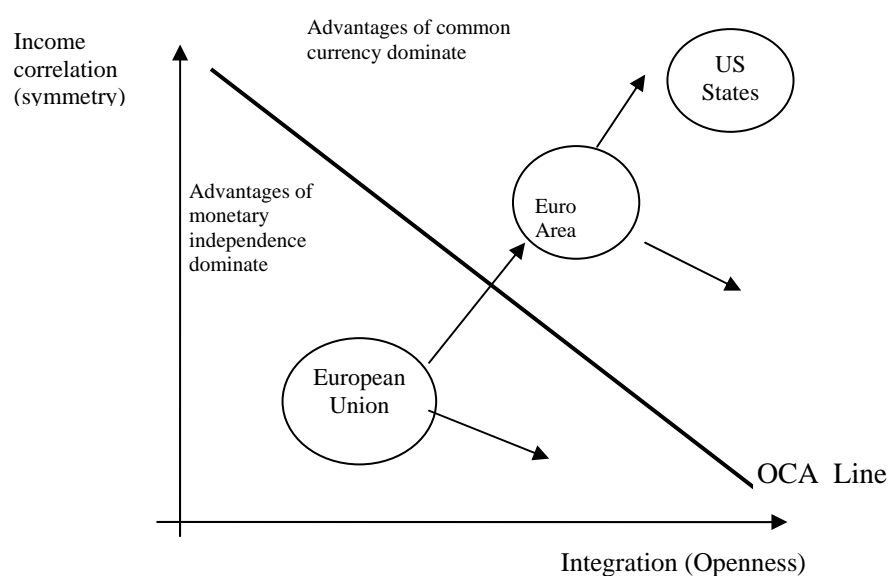 Income
correlation
(symmetry)
Advantages of common
currency dominate
US
States
Advantages of
monetary
independence
dominate
Euro
Area
European
Union
OCA Line
Integration (Openness)